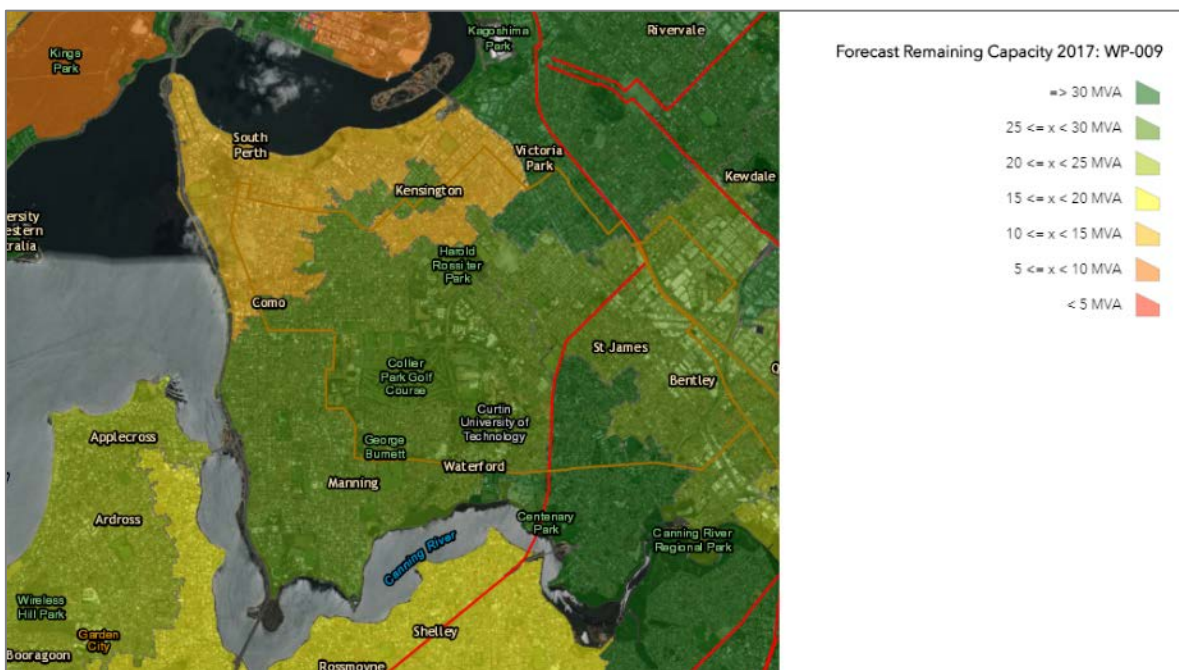 Kings
Park
Kagoshima
Park
Rivervale
South
Perth
Victoria
Park
Kensington
Kewdale
ersity
estern
tralia
Harold
Rossiter
Park
Como
St James
Collier
Park Golf
Course
Bentley
Q
Curtin
University of
Technology
Applecross
George
Burnett
Waterford
Manning
Ardross
Centenary
Park
Canning River
Regional Park
Canning River
Wireless
Hill Park
Garden
City
Shelley
Booragoon
Rossmoyne
Forecast Remaining Capacity 2017: WP-009
=> 30 MVA
25 <= x < 30 MVA
20 <= x < 25 MVA
15 <= x < 20 MVA
10 <= x < 15 MVA
5 <= x < 10 MVA
< 5 MVA